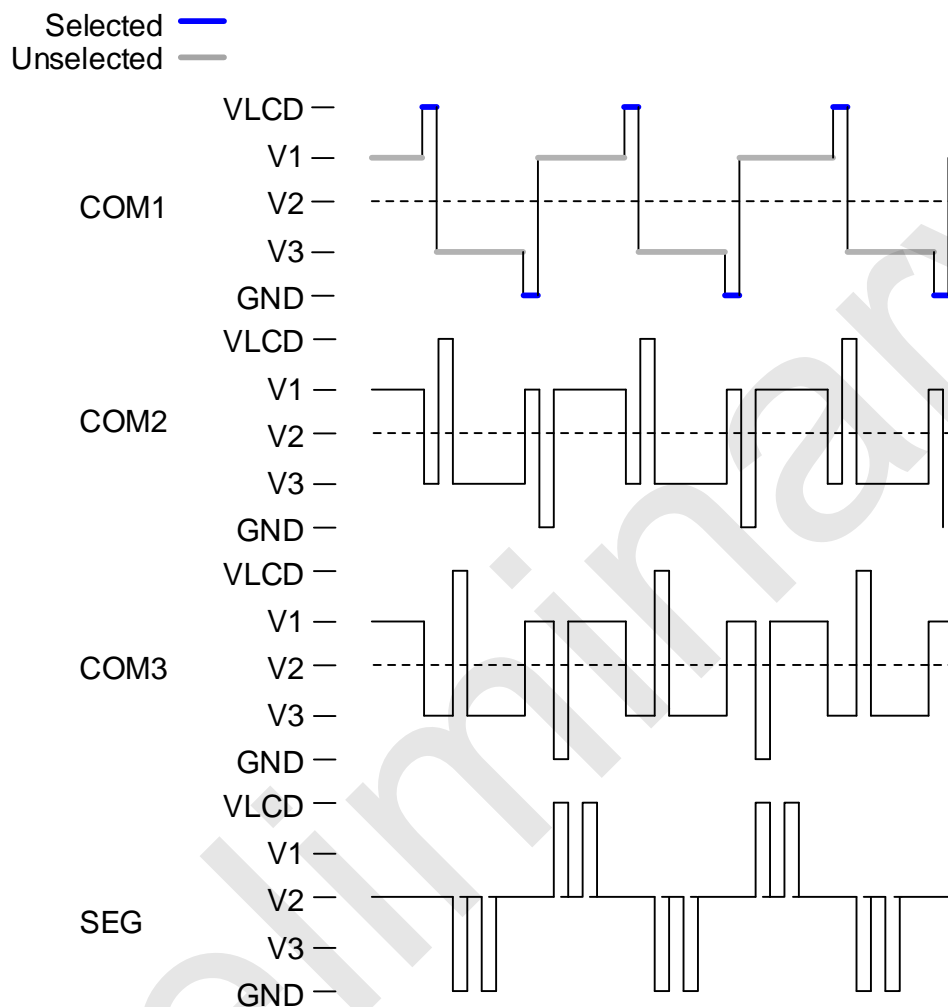 Selected
Unselected
VLCD
V1
COM1
V2
V3
GND
VLCD
V1
COM2
V2
V3
GND
VLCD
V1
COM3
V2
V3
GND
VLCD
V1
V2
SEG
V3
GND